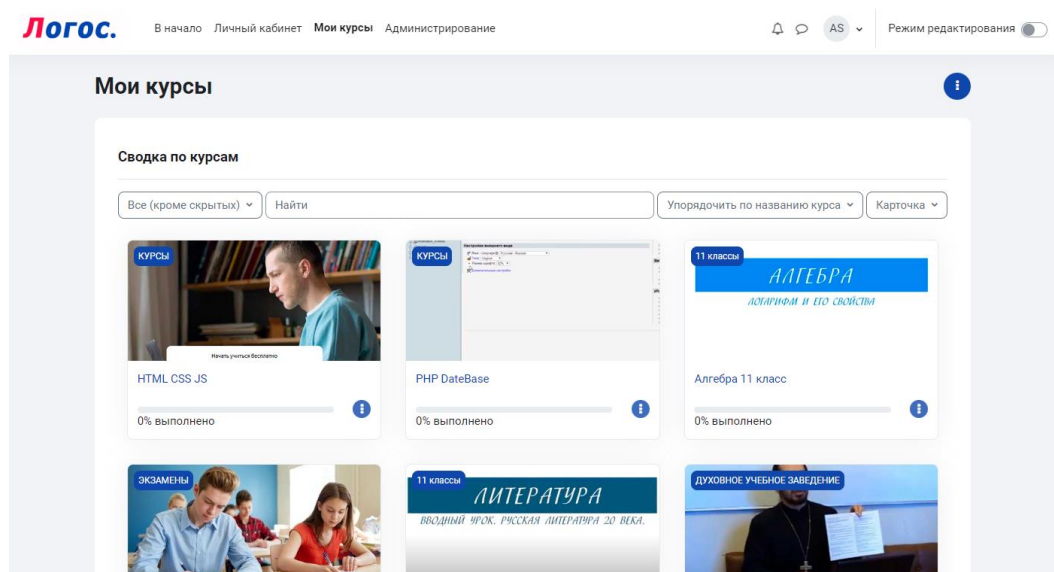 Логос.
В начало Личный кабинет Мои курсы Администрирование
AS
Режим редактирования
Мои курсы
Сводка по курсам
Все (кроме скрытых)
Найти
Упорядочить по названию курса
Карточка
КУРСЫ
Начать учиться бесплатно
HTML CSS JS
0% выполнено
КУРСЫ
PHP DateBase
0% выполнено
11 классы
АЛГЕБРА
ЛОГАРИФМ И ЕГО СВОЙСТВА
Алгебра 11 класс
0% выполнено
ЭКЗАМЕНЫ
11 классы
ЛИТЕРАТУРА
ВВОДНЫЙ УРОК. РУССКАЯ ЛИТЕРАТУРА 20 ВЕКА.
ДУХОВНОЕ УЧЕБНОЕ ЗАВЕДЕНИЕ